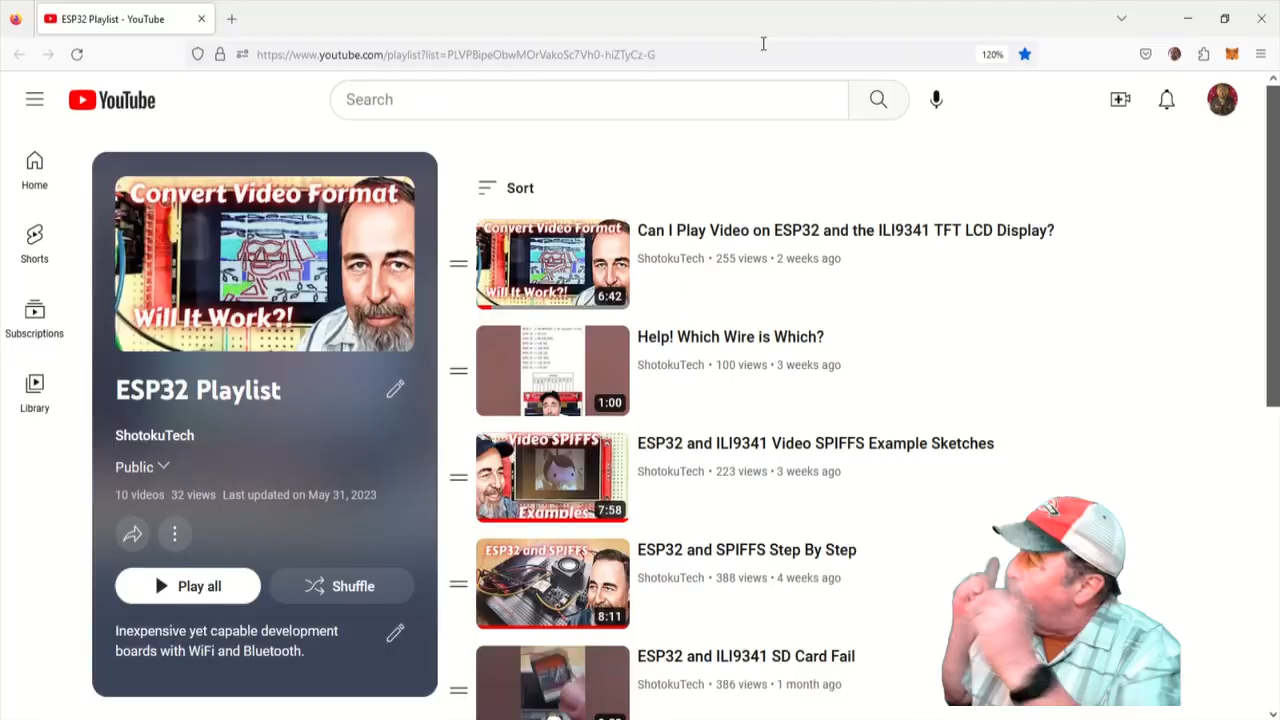 ESP32 Playlist - YouTube
https://www.youtube.com/playlist?list=PLVPBipeObwMOrVakoSc7Vh0-hiZTyCz-G
120%
YouTube
Search
Home
Shorts
Subscriptions
Library
Convert Video Format
Will It Work?!
ESP32 Playlist
ShotokuTech
Public
10 videos 32 views Last updated on May 31, 2023
Play all
Shuffle
Inexpensive yet capable development
boards with WiFi and Bluetooth.
Sort
Convert Video Format
Will It Work?!
6:42
Can I Play Video on ESP32 and the ILI9341 TFT LCD Display?
ShotokuTech • 255 views • 2 weeks ago
1:00
Help! Which Wire is Which?
ShotokuTech • 100 views • 3 weeks ago
Video SPIFFS
Examples
7:58
ESP32 and ILI9341 Video SPIFFS Example Sketches
ShotokuTech • 223 views • 3 weeks ago
ESP32 and SPIFFS
8:11
ESP32 and SPIFFS Step By Step
ShotokuTech • 388 views • 4 weeks ago
ESP32 and ILI9341 SD Card Fail
ShotokuTech • 386 views • 1 month ago